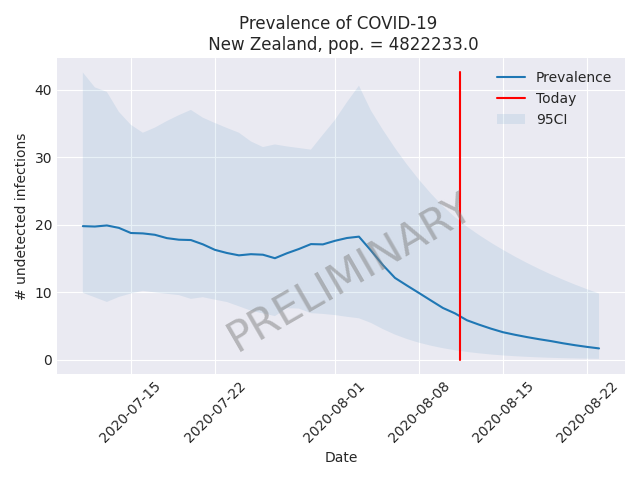 Prevalence of COVID-19
New Zealand, pop. = 4822233.0
# undetected infections
40
30
20
10
0
Prevalence
Today
95CI
PRELIMINARY
2020-07-15
2020-07-22
2020-08-01
2020-08-08
2020-08-15
2020-08-22
Date